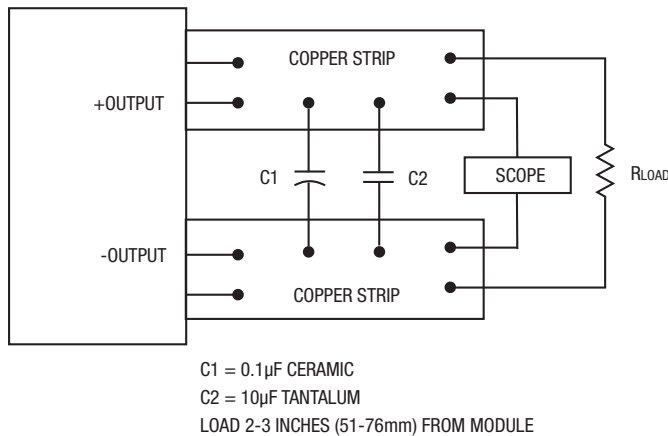 COPPER STRIP
+OUTPUT
C1
C2
SCOPE
RLOAD
-OUTPUT
COPPER STRIP
C1 = 0.1µF CERAMIC
C2 = 10µF TANTALUM
LOAD 2-3 INCHES (51-76mm) FROM MODULE